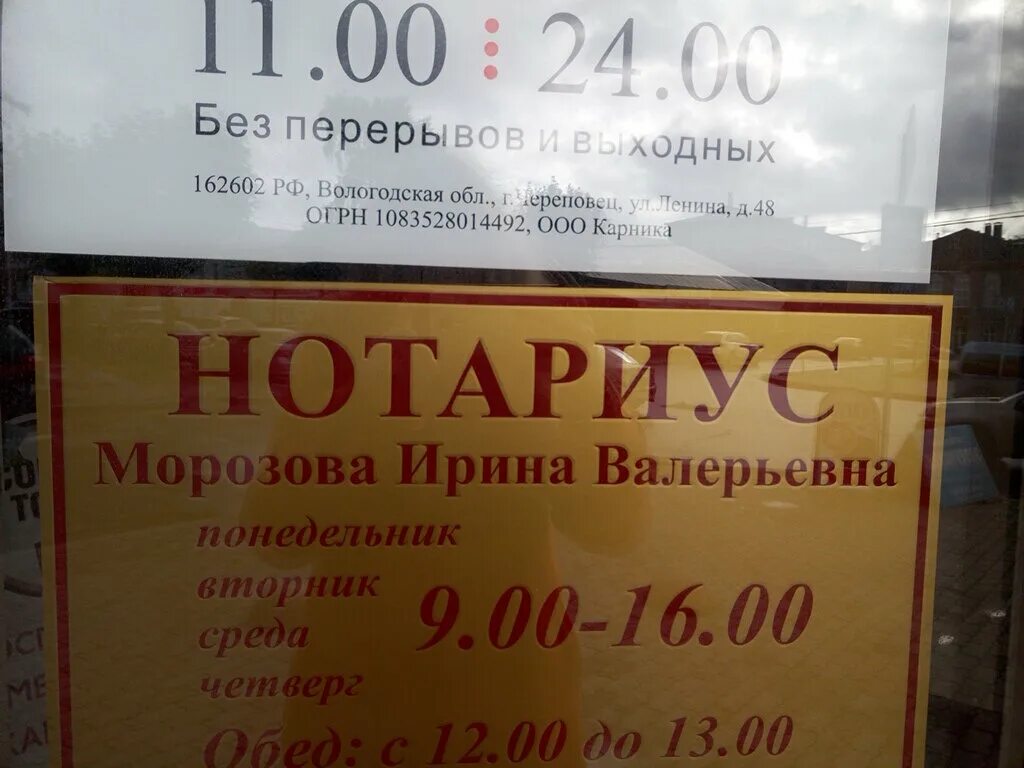 11.00 : 24.00
Без перерывов и выходных
162602 РФ, Вологодская обл., г.Череповец, ул.Ленина, д.48
ОГРН 1083528014492, ООО Карника
НОТАРИУС
Морозова Ирина Валерьевна
понедельник
вторник
среда
четверг
9.00-16.00
Обед: с 12.00 до 13.00